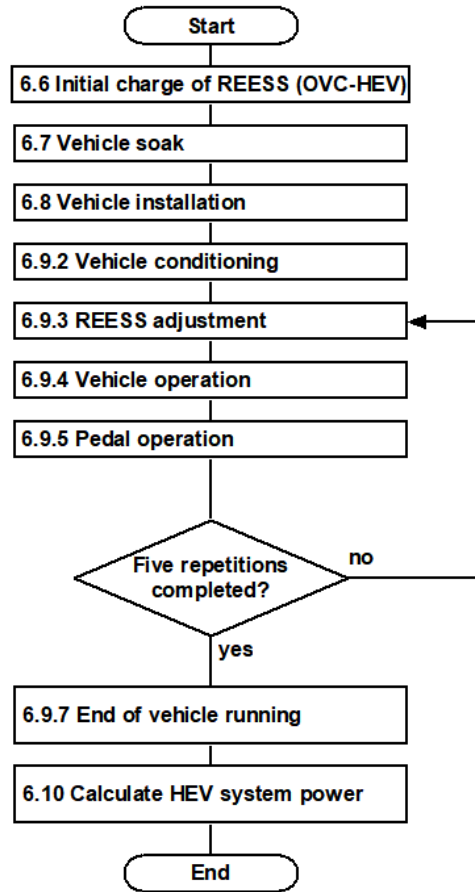 Start
6.6 Initial charge of REESS (OVC-HEV)
6.7 Vehicle soak
6.8 Vehicle installation
6.9.2 Vehicle conditioning
6.9.3 REESS adjustment
6.9.4 Vehicle operation
6.9.5 Pedal operation
Five repetitions
completed?
no
yes
6.9.7 End of vehicle running
6.10 Calculate HEV system power
End